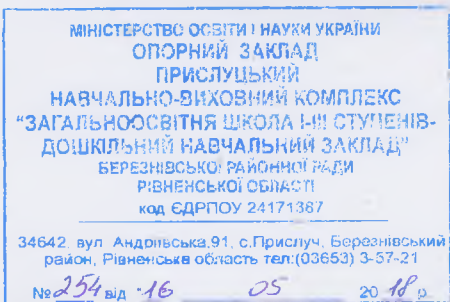 МІНІСТЕРСТВО ОСВІТИ І НАУКИ УКРАЇНИ
ОПОРНИЙ ЗАКЛАД
ПРИСЛУЦЬКИЙ
НАВЧАЛЬНО-ВИХОВНИЙ КОМПЛЕКС
"ЗАГАЛЬНООСВІТНЯ ШКОЛА І-ІІІ СТУПЕНІВ-
ДОШКІЛЬНИЙ НАВЧАЛЬНИЙ ЗАКЛАД"
БЕРЕЗНІВСЬКОЇ РАЙОННОЇ РАДИ
РІВНЕНСЬКОЇ ОБЛАСТІ
код ЄДРПОУ 24171367
34642, вул. Андріївська,91, с.Прислуч, Березнівський
район, Рівненська область тел:(03653) 3-57-21
№ 254 від "16 05 2018 р.